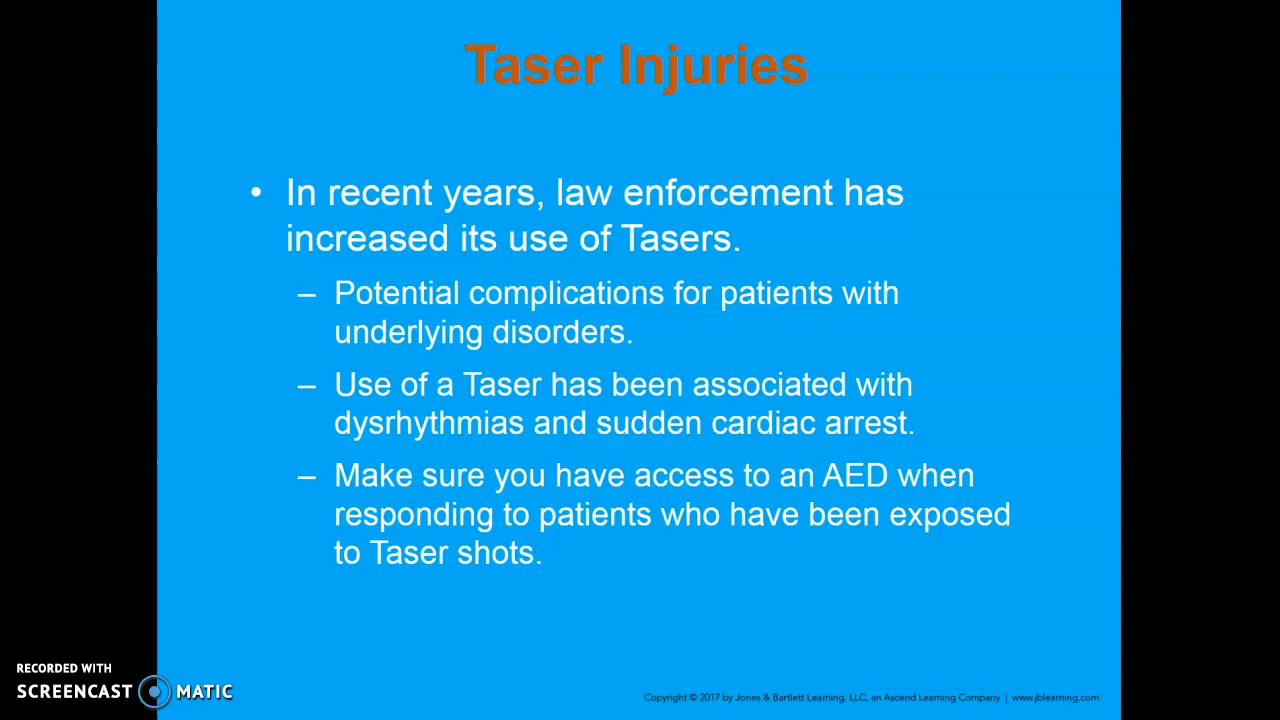 Taser Injuries
• In recent years, law enforcement has
increased its use of Tasers.
– Potential complications for patients with
underlying disorders.
– Use of a Taser has been associated with
dysrhythmias and sudden cardiac arrest.
– Make sure you have access to an AED when
responding to patients who have been exposed
to Taser shots.
RECORDED WITH
SCREENCAST MATIC
Copyright © 2017 by Jones & Bartlett Learning, LLC, an Ascend Learning Company | www.jblearning.com